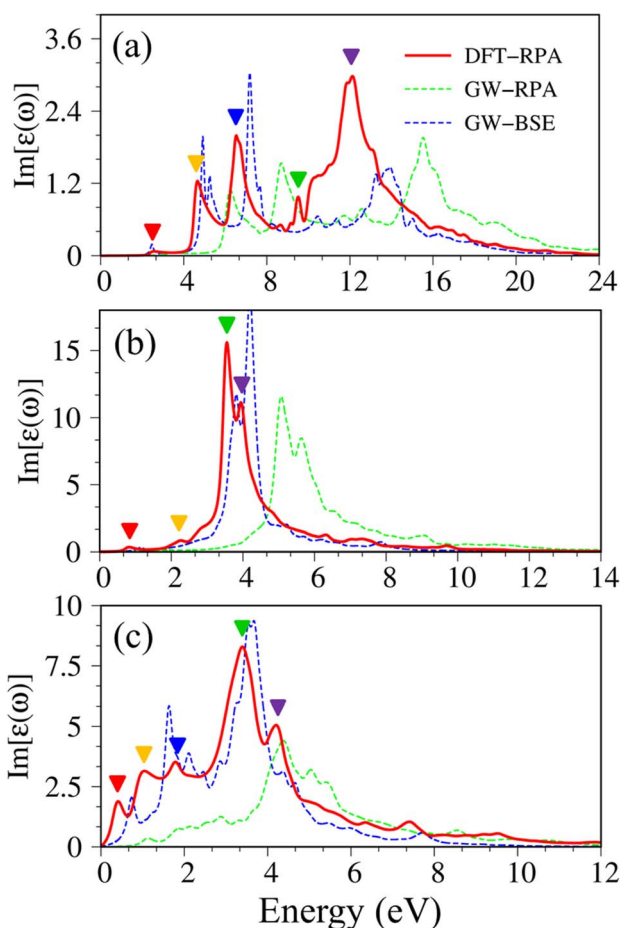 (a)
Im[ε(ω)]
3.6
2.4
1.2
0
DFT-RPA
GW-RPA
GW-BSE
0 4 8 12 16 20 24
(b)
Im[ε(ω)]
15
10
5
0
0 2 4 6 8 10 12 14
(c)
Im[ε(ω)]
10
7.5
5
2.5
0
0 2 4 6 8 10 12
Energy (eV)